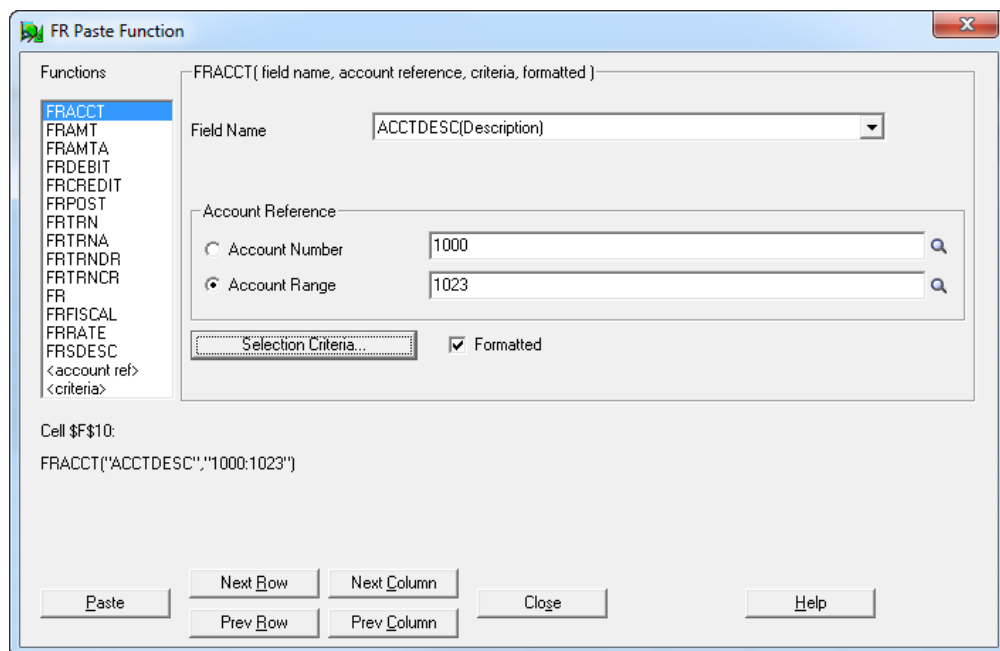 FR Paste Function
x
Functions
FRACCT( field name, account reference, criteria, formatted )
FRACCT
FRAMT
FRAMTA
FRDEBIT
FRCREDIT
FRPOST
FRTRN
FRTRNA
FRTRNDR
FRTRNCR
FR
FRFISCAL
FRRATE
FRSDESC
<account ref>
<criteria>
Field Name
ACCTDESC(Description)
Account Reference
Account Number
1000
Account Range
1023
Selection Criteria...
Formatted
Cell $F$10:
FRACCT("ACCTDESC","1000:1023")
Paste
Next Row
Next Column
Prev Row
Prev Column
Close
Help